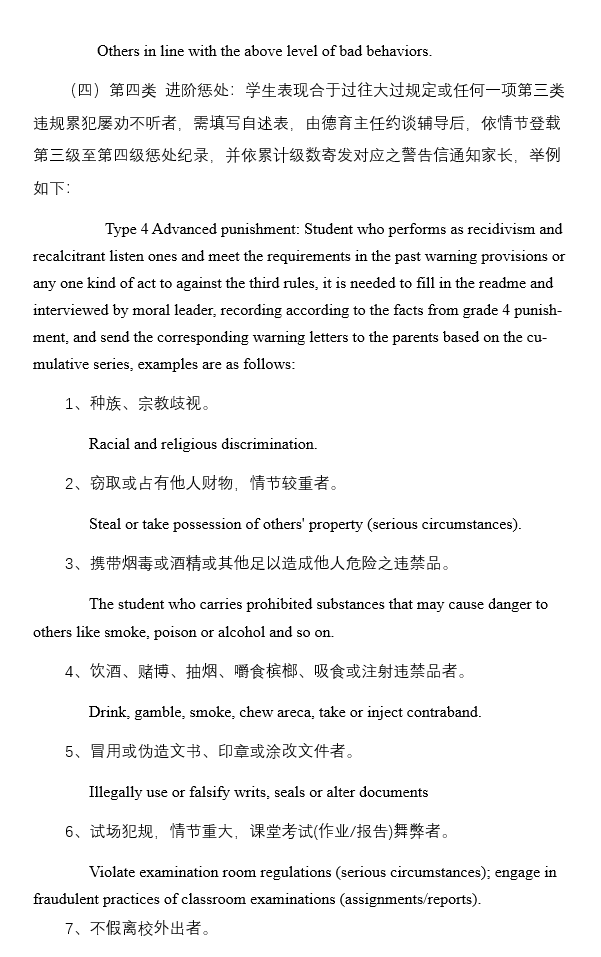 Others in line with the above level of bad behaviors.
（四）第四类 进阶惩处：学生表现合于过往大过规定或任何一项第三类
违规累犯屡劝不听者，需填写自述表，由德育主任约谈辅导后，依情节登载
第三级至第四级惩处纪录，并依累计级数寄发对应之警告信通知家长，举例
如下：
Type 4 Advanced punishment: Student who performs as recidivism and
recalcitrant listen ones and meet the requirements in the past warning provisions or
any one kind of act to against the third rules, it is needed to fill in the readme and
interviewed by moral leader, recording according to the facts from grade 4 punish-
ment, and send the corresponding warning letters to the parents based on the cu-
mulative series, examples are as follows:
1、种族、宗教歧视。
Racial and religious discrimination.
2、窃取或占有他人财物，情节较重者。
Steal or take possession of others' property (serious circumstances).
3、携带烟毒或酒精或其他足以造成他人危险之违禁品。
The student who carries prohibited substances that may cause danger to
others like smoke, poison or alcohol and so on.
4、饮酒、赌博、抽烟、嚼食槟榔、吸食或注射违禁品者。
Drink, gamble, smoke, chew areca, take or inject contraband.
5、冒用或伪造文书、印章或涂改文件者。
Illegally use or falsify writs, seals or alter documents
6、试场犯规，情节重大，课堂考试(作业/报告)舞弊者。
Violate examination room regulations (serious circumstances); engage in
fraudulent practices of classroom examinations (assignments/reports).
7、不假离校外出者。